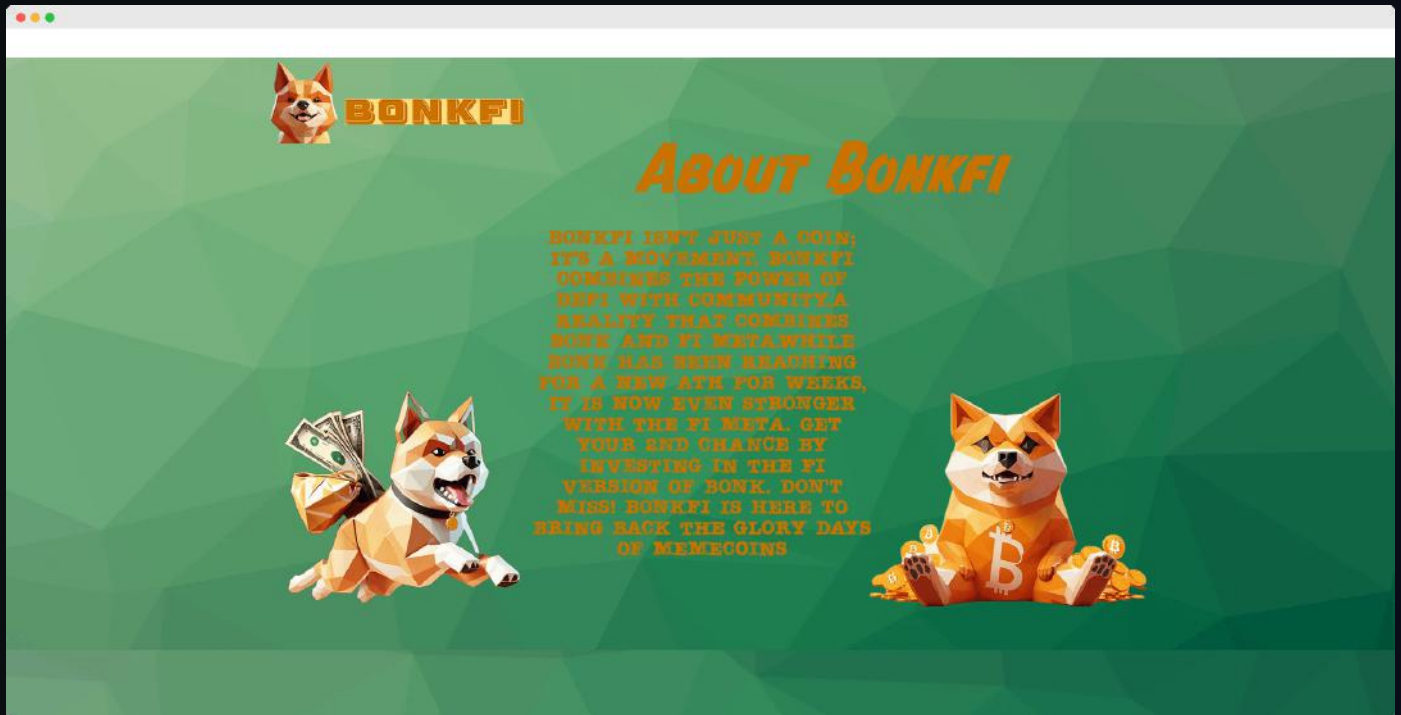 BONKFI
ABOUT BONKFI
BONKFI ISN'T JUST A COIN;
IT'S A MOVEMENT. BONKFI
COMBINES THE POWER OF
DEFI WITH COMMUNITY.A
REALITY THAT COMBINES
BONK AND FI META.WHILE
BONK HAS BEEN REACHING
FOR A NEW ATH FOR WEEKS,
IT IS NOW EVEN STRONGER
WITH THE FI META. GET
YOUR 2ND CHANCE BY
INVESTING IN THE FI
VERSION OF BONK. DON'T
MISS! BONKFI IS HERE TO
BRING BACK THE GLORY DAYS
OF MEMECOINS